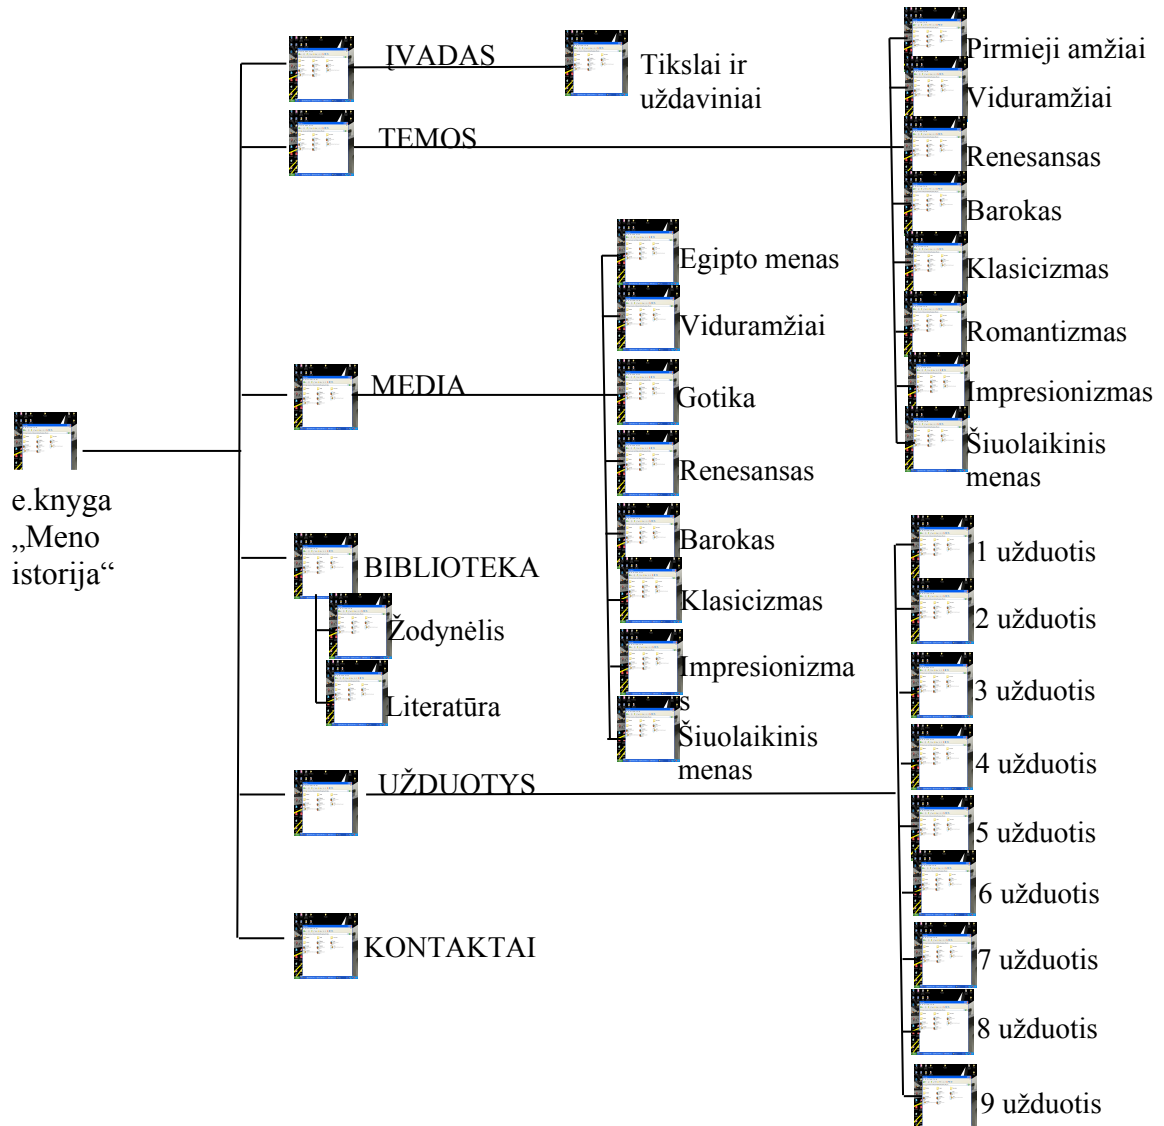 e.knyga
„Meno
istorija“
ĮVADAS
Tikslai ir
uždaviniai
TEMOS
Pirmieji amžiai
Viduramžiai
Renesansas
Barokas
Klasicizmas
Romantizmas
Impresionizmas
Šiuolaikinis
menas
MEDIA
Egipto menas
Viduramžiai
Gotika
Renesansas
Barokas
Klasicizmas
Impresionizma
s
Šiuolaikinis
menas
BIBLIOTEKA
Žodynėlis
Literatūra
UŽDUOTYS
1 užduotis
2 užduotis
3 užduotis
4 užduotis
5 užduotis
6 užduotis
7 užduotis
8 užduotis
9 užduotis
KONTAKTAI